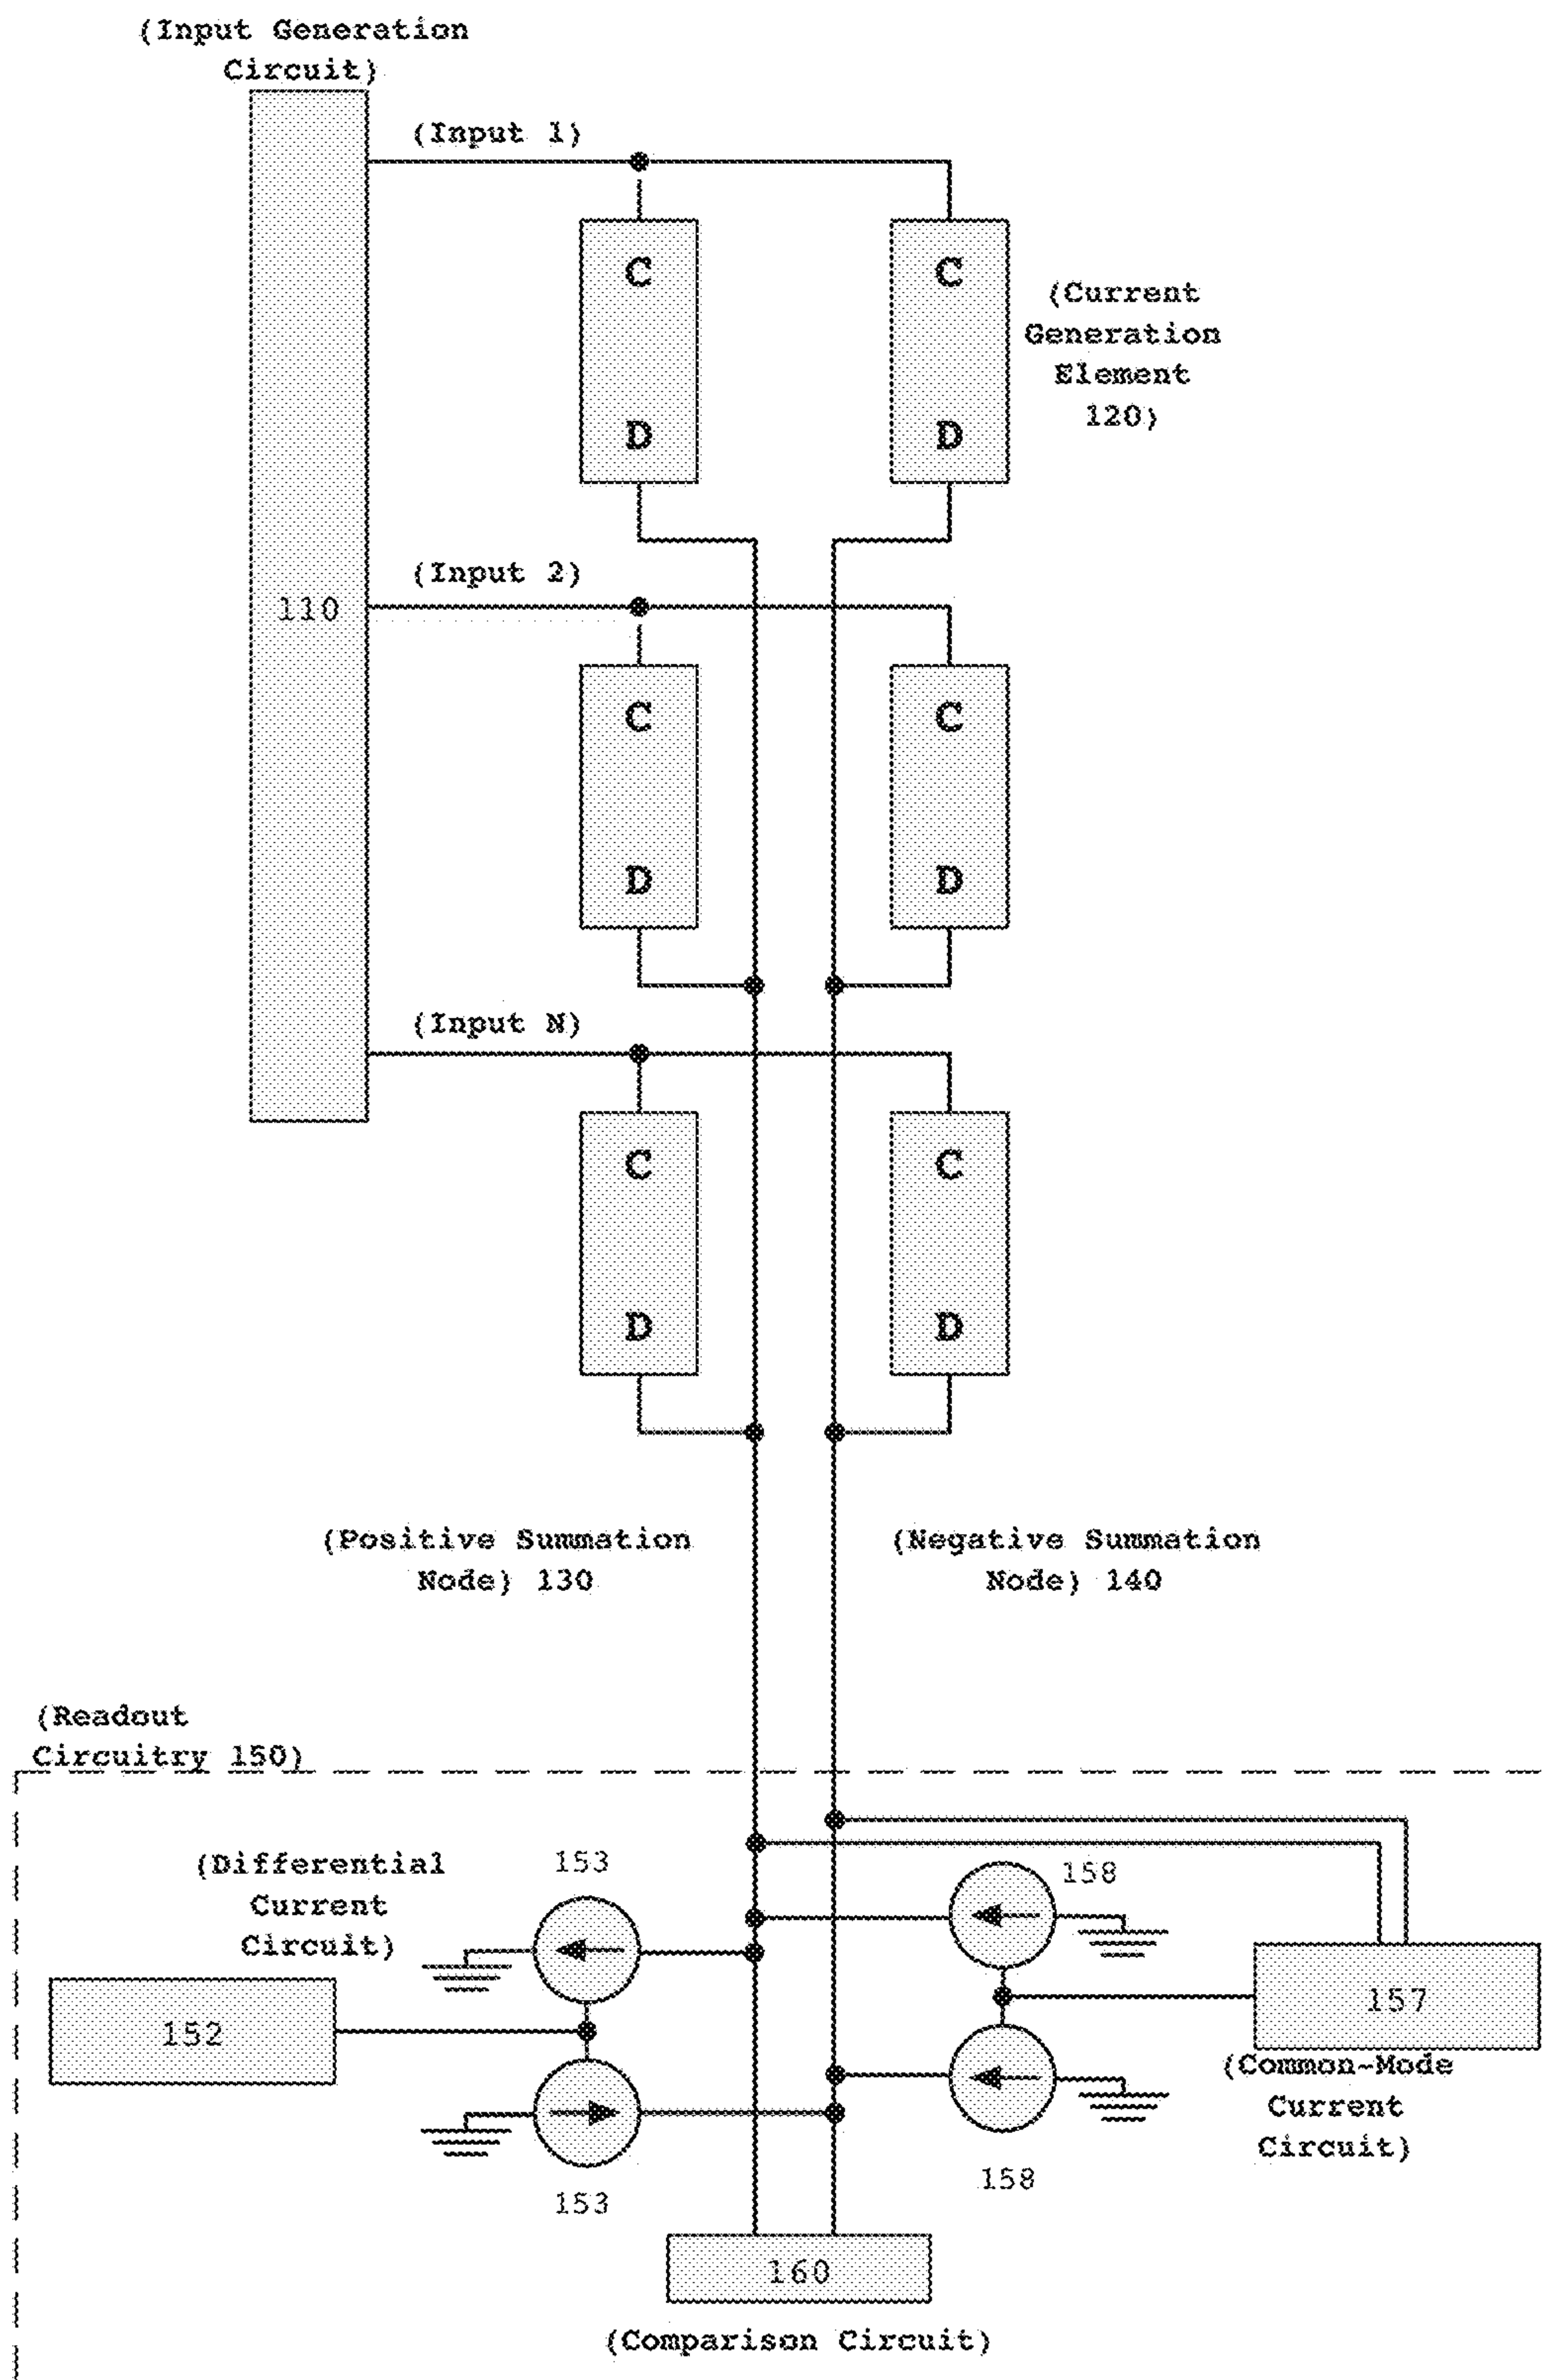 (Input Generation
Circuit)
(Input 1)
C
C
(Current
Generation
Element
120)
D
D
(Input 2)
110
C
C
D
D
(Input N)
C
C
D
D
(Positive Summation
Node) 130
(Negative Summation
Node) 140
(Readout
Circuitry 150)
(Differential
Current
Circuit)
153
158
152
157
(Common-Mode
Current
Circuit)
153
158
160
(Comparison Circuit)